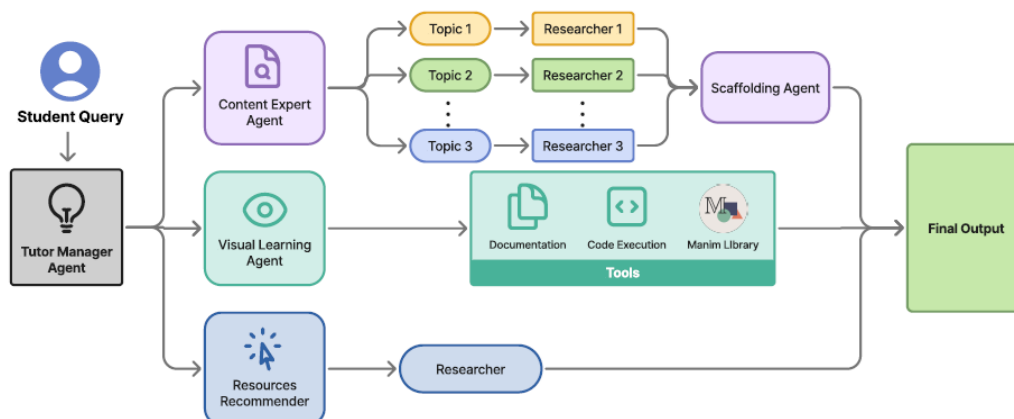 Student Query
Tutor Manager
Agent
Content Expert
Agent
Topic 1
Researcher 1
Topic 2
Researcher 2
Topic 3
Researcher 3
Scaffolding Agent
Visual Learning
Agent
Documentation
Code Execution
M
Manim Library
Tools
Resources
Recommender
Researcher
Final Output